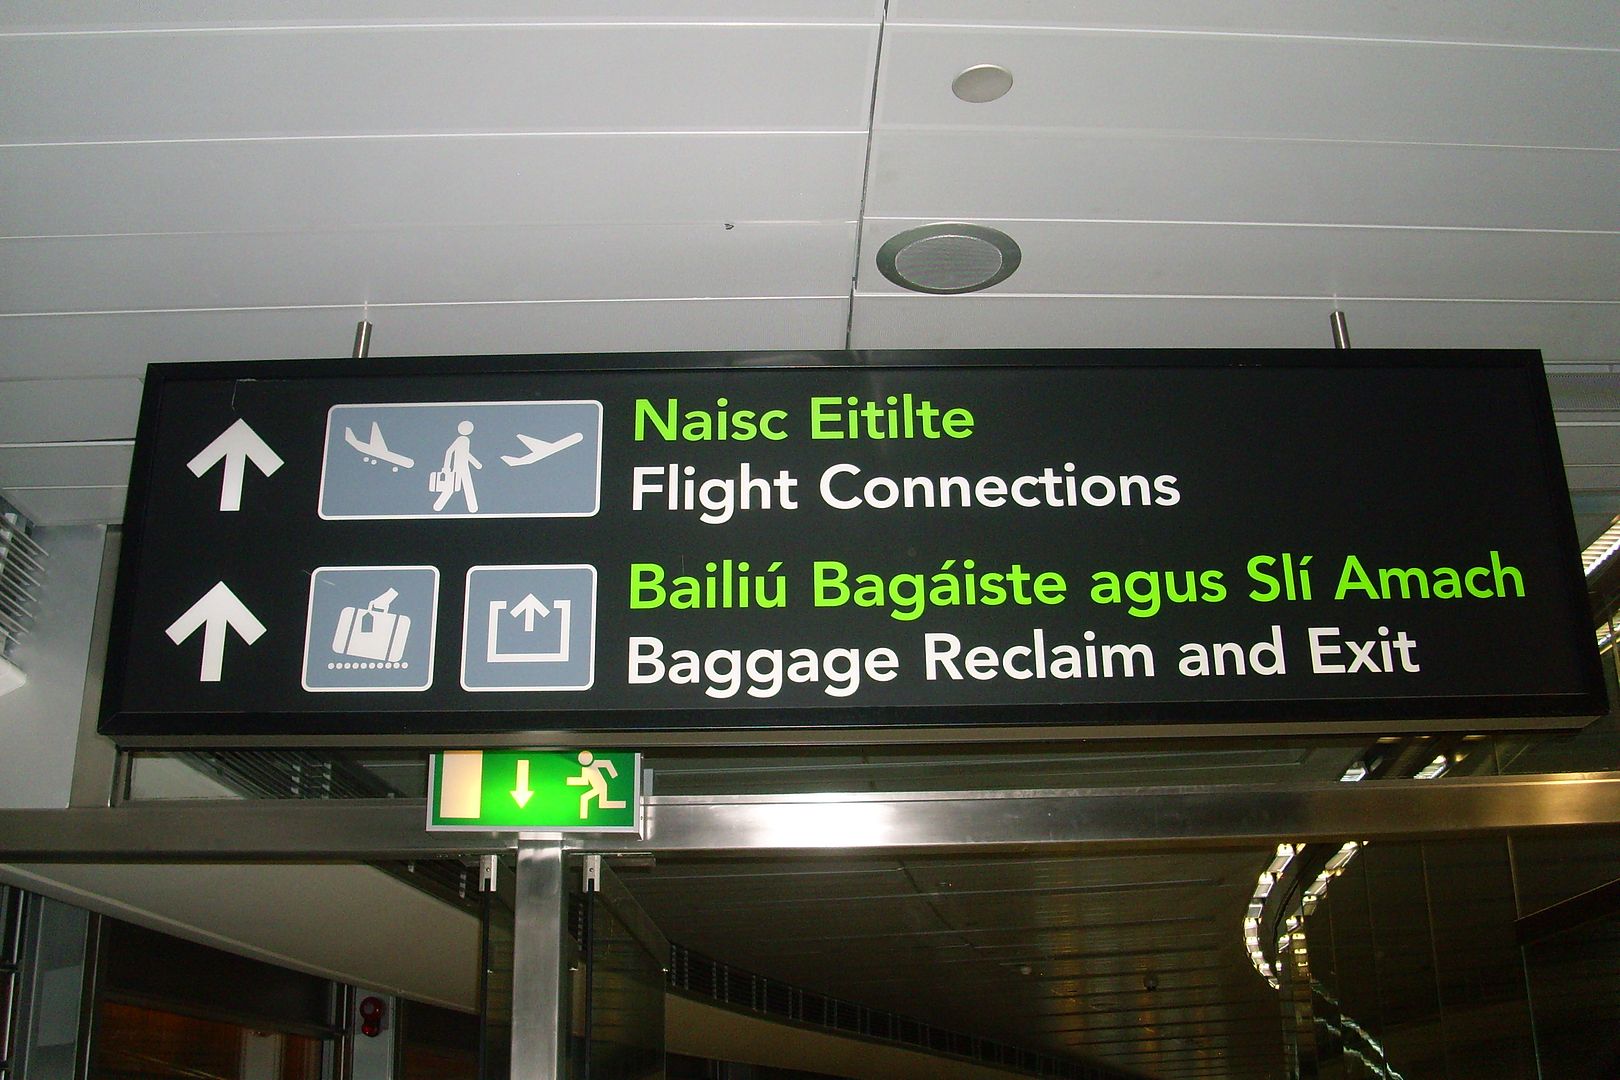 Naisc Eitilte
Flight Connections
Bailiú Bagáiste agus Slí Amach
Baggage Reclaim and Exit